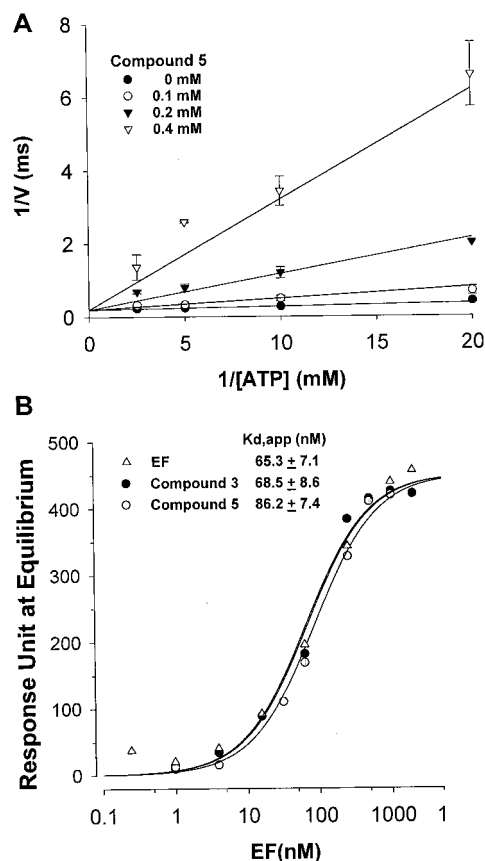 A
8
Compound 5
● 0 mM
○ 0.1 mM
▼ 0.2 mM
▽ 0.4 mM
6
4
2
0
1/V (ms)
0 5 10 15 20
1/[ATP] (mM)
B
500
Kd,app (nM)
△ EF 65.3 ± 7.1
● Compound 3 68.5 ± 8.6
○ Compound 5 86.2 ± 7.4
400
300
200
100
0
Response Unit at Equilibrium
0.1 1 10 100 1000 1
EF(nM)